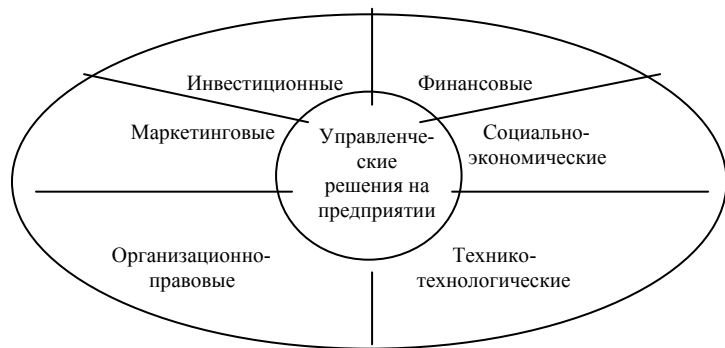 Инвестиционные
Финансовые
Маркетинговые
Управленче-
ские
решения на
предприятии
Социально-
экономические
Организационно-
правовые
Технико-
технологические